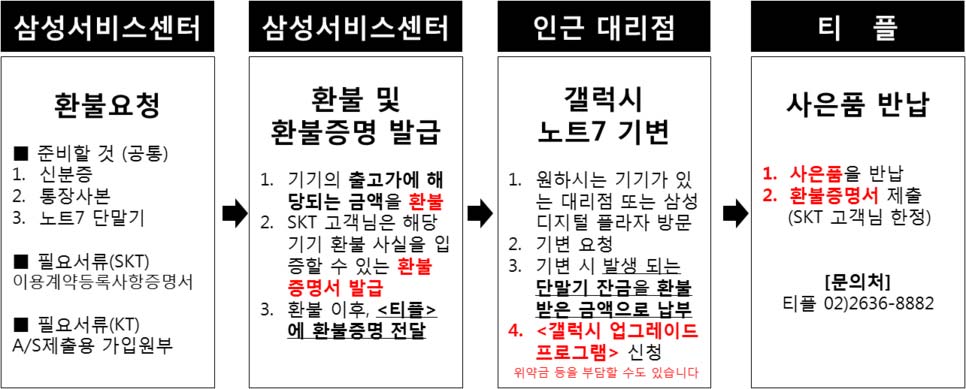 삼성서비스센터
환불요청
■ 준비할 것 (공통)
1. 신분증
2. 통장사본
3. 노트7 단말기
■ 필요서류(SKT)
이용계약등록사항증명서
■ 필요서류(KT)
A/S제출용 가입원부
삼성서비스센터
환불 및
환불증명 발급
1. 기기의 출고가에 해
당되는 금액을 환불
2. SKT 고객님은 해당
기기 환불 사실을 입
증할 수 있는 환불
증명서 발급
3. 환불 이후, <티플>
에 환불증명 전달
인근 대리점
갤럭시
노트7 기변
1. 원하시는 기기가 있
는 대리점 또는 삼성
디지털 플라자 방문
2. 기변 요청
3. 기변 시 발생 되는
단말기 잔금을 환불
받은 금액으로 납부
4. <갤럭시 업그레이드
프로그램> 신청
위약금 등을 부담할 수도 있습니다
티 플
사은품 반납
1. 사은품을 반납
2. 환불증명서 제출
(SKT 고객님 한정)
[문의처]
티플 02)2636-8882